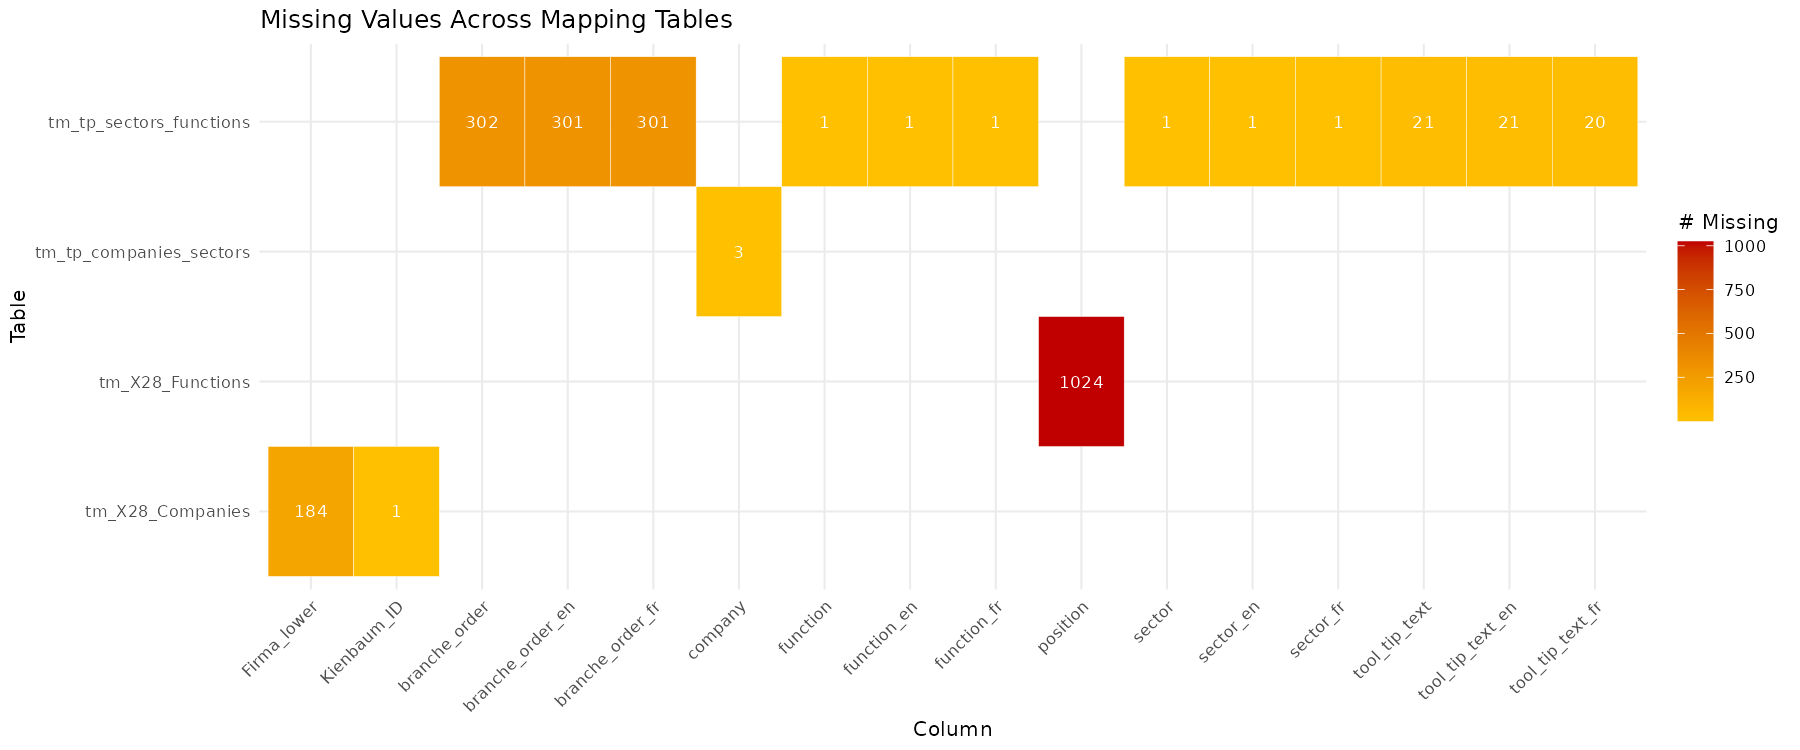 Missing Values Across Mapping Tables
tm_tp_sectors_functions
302 301 301 1 1 1 1 1 1 21 21 20
tm_tp_companies_sectors
3
tm_X28_Functions
1024
tm_X28_Companies
184 1
Table
Firma_lower
Kienbaum_ID
branche_order
branche_order_en
branche_order_fr
company
function
function_en
function_fr
position
sector
sector_en
sector_fr
tool_tip_text
tool_tip_text_en
tool_tip_text_fr
Column
# Missing
1000
750
500
250